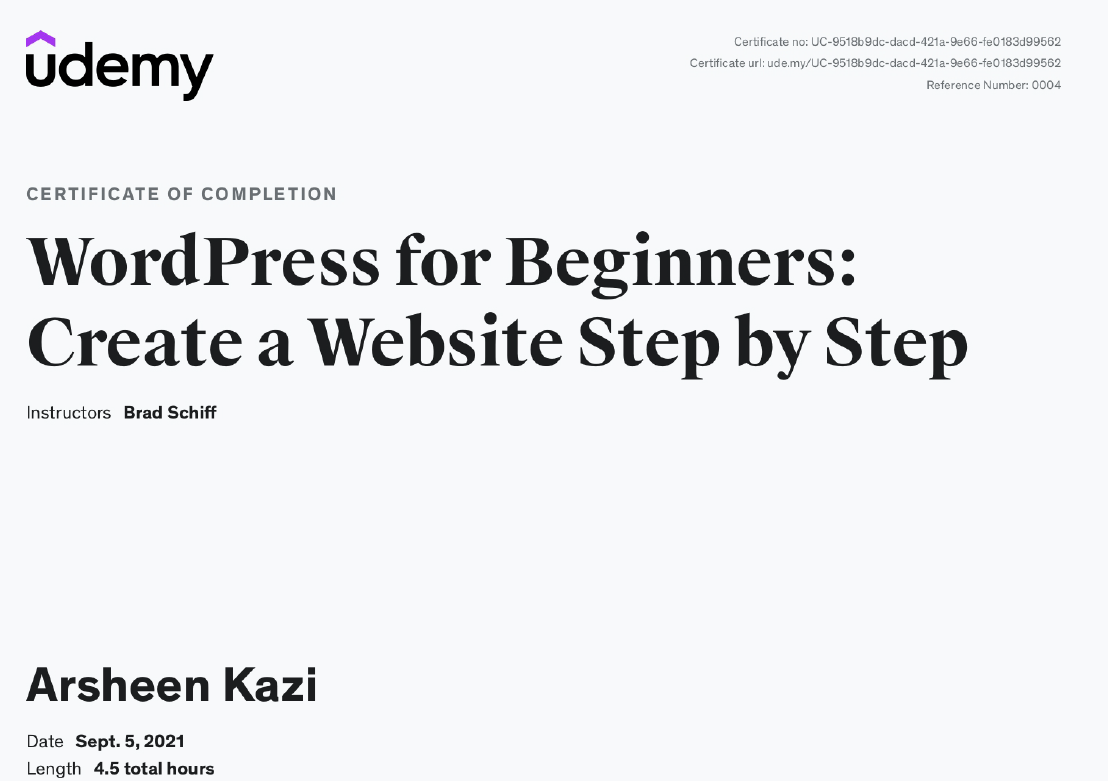 udemy
Certificate no: UC-9518b9dc-dacd-421a-9e66-fe0183d99562
Certificate url: ude.my/UC-9518b9dc-dacd-421a-9e66-fe0183d99562
Reference Number: 0004
CERTIFICATE OF COMPLETION
WordPress for Beginners:
Create a Website Step by Step
Instructors Brad Schiff
Arsheen Kazi
Date Sept. 5, 2021
Length 4.5 total hours